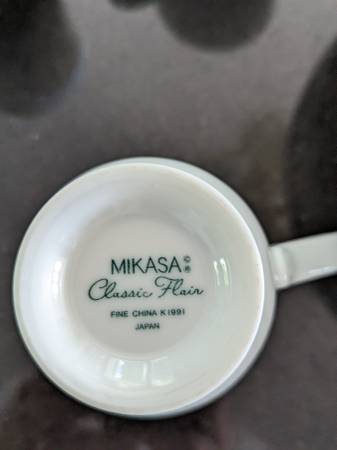 MIKASA©®
Classic Flair
FINE CHINA K1991
JAPAN